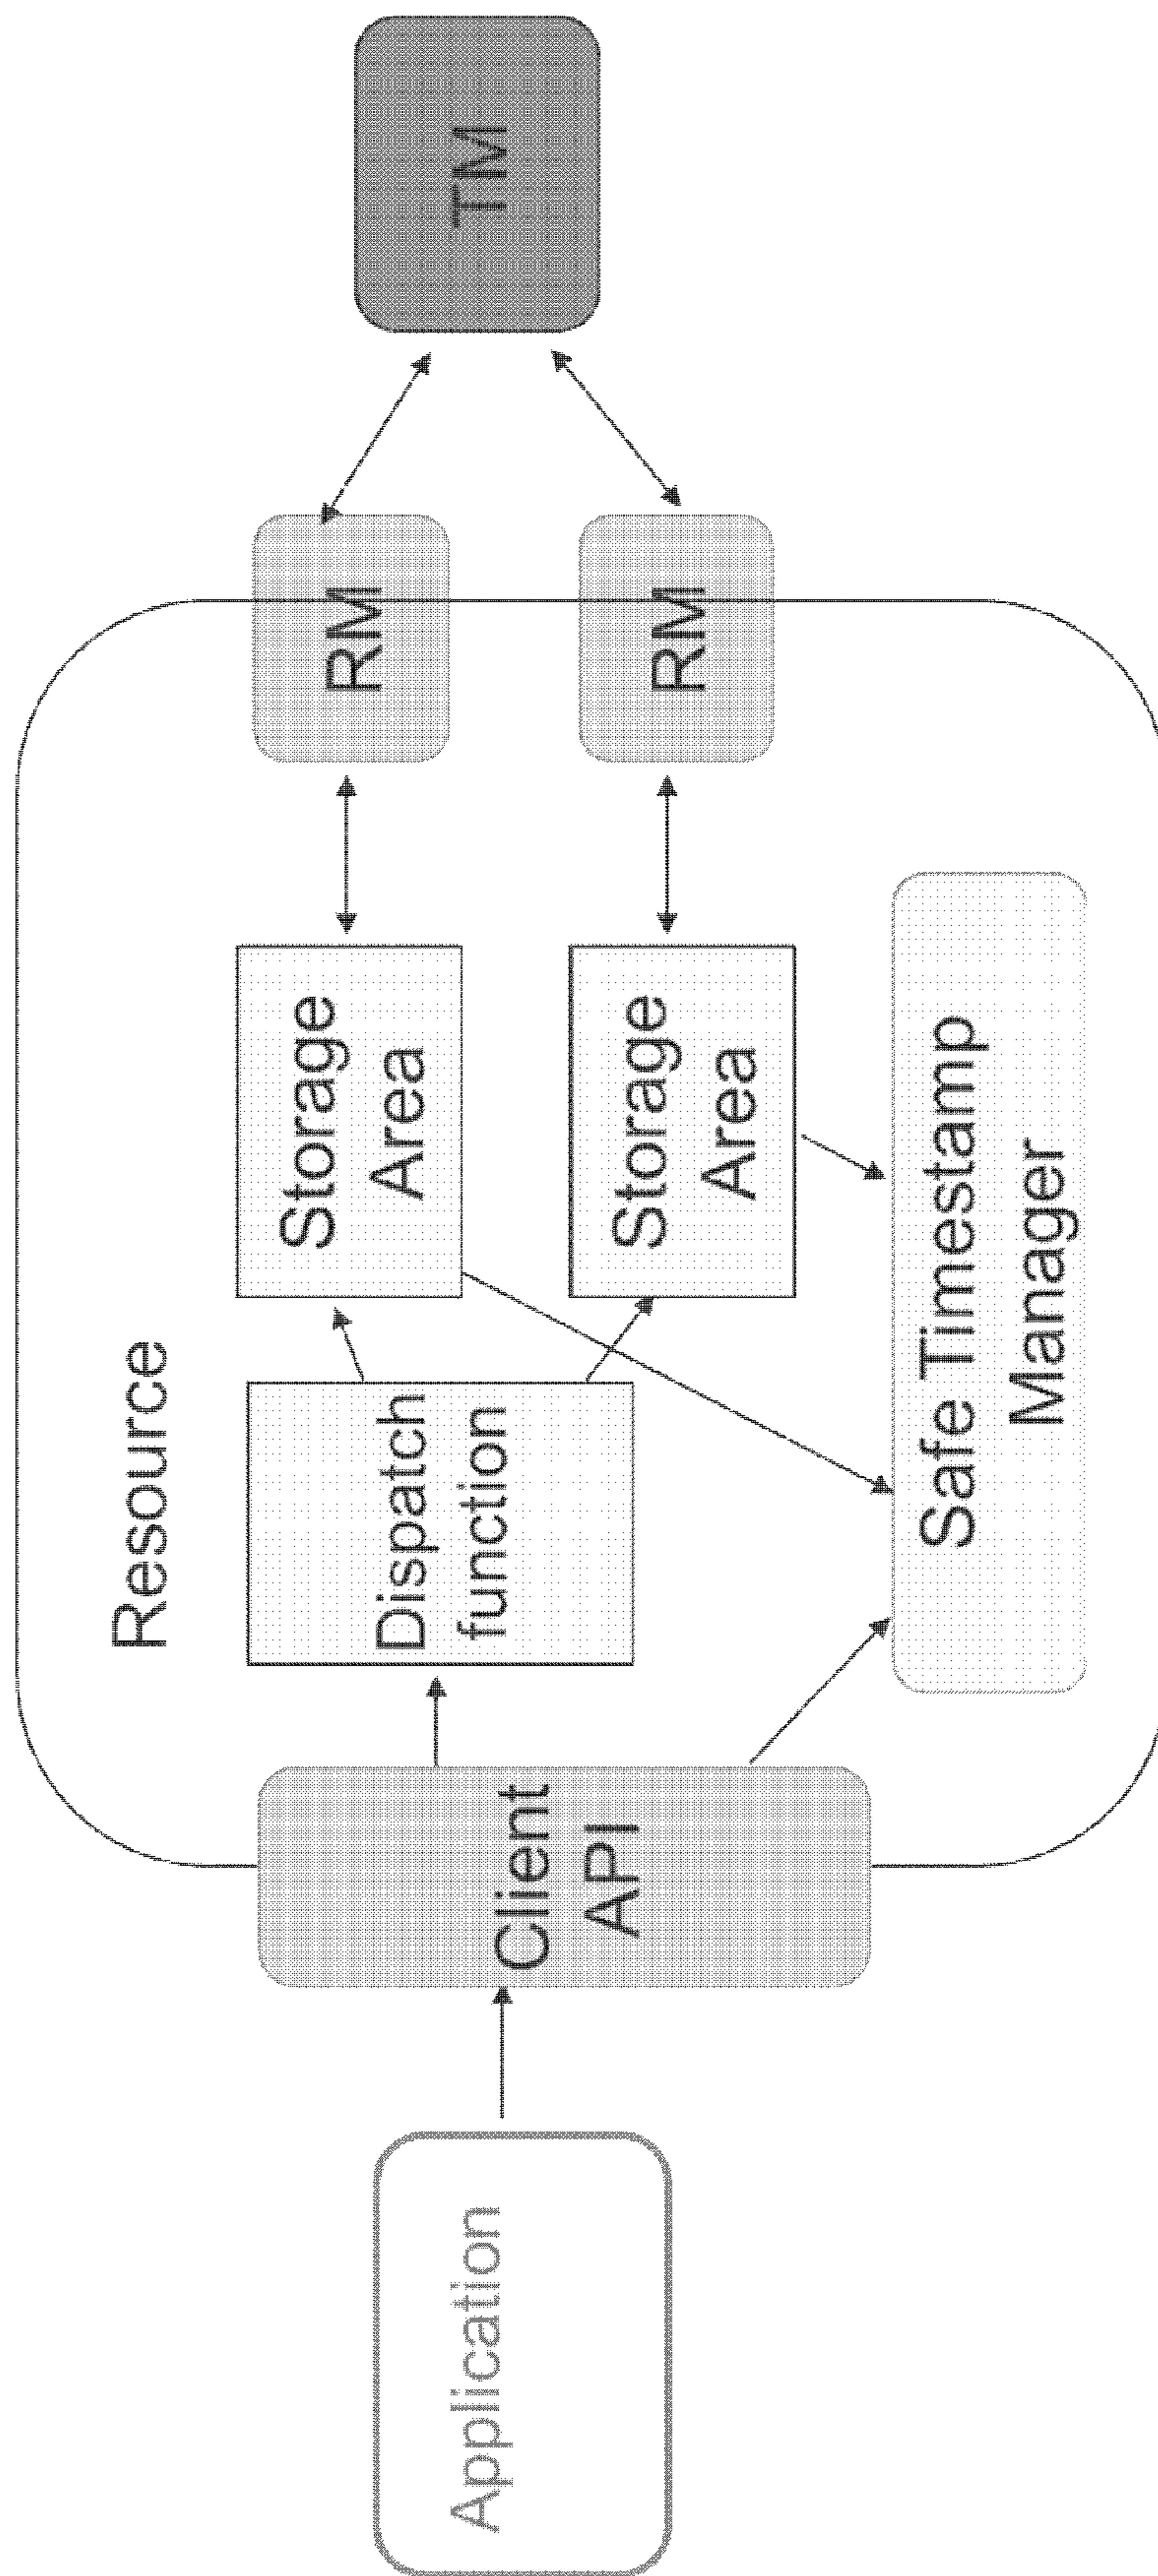 Resource
Application
Client
API
Dispatch
function
Storage
Area
Storage
Area
Safe Timestamp
Manager
RM
RM
TM